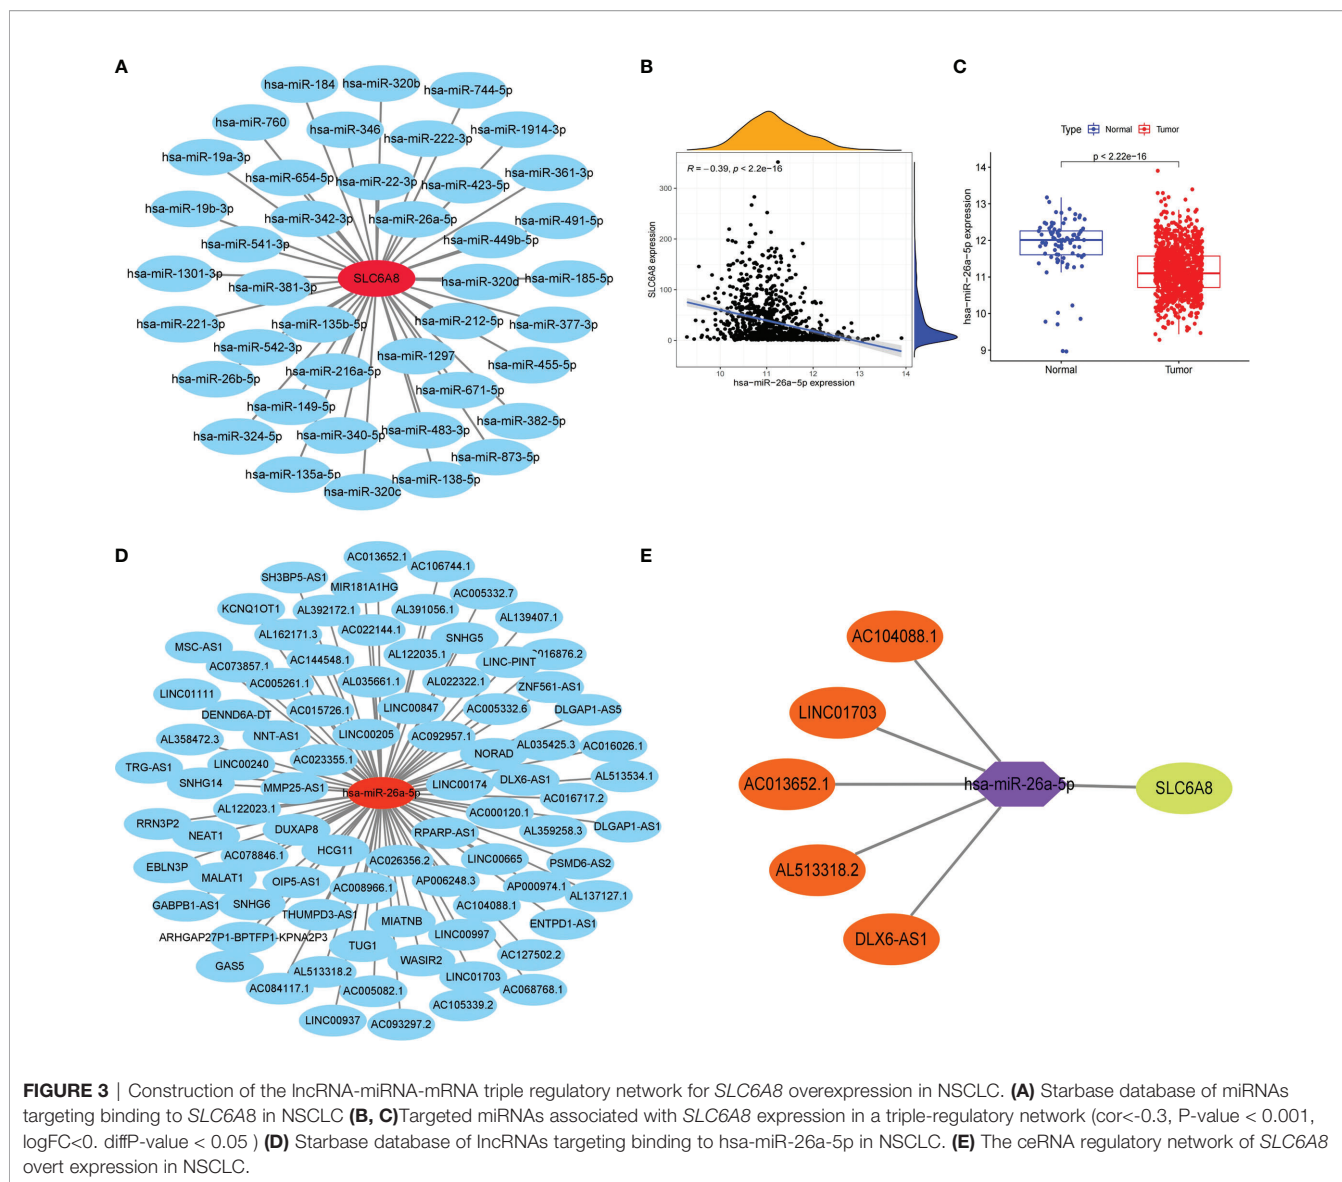 A
hsa-miR-184
hsa-miR-320b
hsa-miR-744-5p
hsa-miR-760
hsa-miR-346
hsa-miR-222-3p
hsa-miR-1914-3p
hsa-miR-19a-3p
hsa-miR-654-5p
hsa-miR-22-3p
hsa-miR-423-5p
hsa-miR-361-3p
hsa-miR-19b-3p
hsa-miR-342-3p
hsa-miR-26a-5p
hsa-miR-491-5p
hsa-miR-541-3p
hsa-miR-449b-5p
hsa-miR-1301-3p
hsa-miR-381-3p
SLC6A8
hsa-miR-320d
hsa-miR-185-5p
hsa-miR-221-3p
hsa-miR-135b-5p
hsa-miR-212-5p
hsa-miR-377-3p
hsa-miR-542-3p
hsa-miR-1297
hsa-miR-455-5p
hsa-miR-26b-5p
hsa-miR-216a-5p
hsa-miR-671-5p
hsa-miR-149-5p
hsa-miR-382-5p
hsa-miR-324-5p
hsa-miR-340-5p
hsa-miR-483-3p
hsa-miR-873-5p
hsa-miR-135a-5p
hsa-miR-320c
hsa-miR-138-5p
B
R = −0.39, p < 2.2e−16
SLC6A8 expression
300
200
100
0
10 11 12 13 14
hsa-miR-26a-5p expression
C
Type Normal Tumor
p < 2.22e−16
hsa−miR−26a−5p expression
14
13
12
11
10
9
Normal Tumor
D
AC013652.1
AC106744.1
SH3BP5-AS1
MIR181A1HG
AC005332.7
KCNQ1OT1
AL392172.1
AL391056.1
AL139407.1
AL162171.3
AC022144.1
SNHG5
MSC-AS1
AC073857.1
AC144548.1
AL122035.1
LINC-PINT
016876.2
LINC01111
AC005261.1
AL035661.1
AL022322.1
ZNF561-AS1
DENND6A-DT
AC015726.1
LINC00847
AC005332.6
DLGAP1-AS5
AL358472.3
NNT-AS1
LINC00205
AC092957.1
NORAD
AL035425.3
AC016026.1
TRG-AS1
LINC00240
AC023355.1
SNHG14
MMP25-AS1
hsa-miR-26a-5p
LINC00174
DLX6-AS1
AL513534.1
AC016717.2
RRN3P2
AL122023.1
AC000120.1
AL359258.3
DLGAP1-AS1
NEAT1
DUXAP8
RPARP-AS1
EBLN3P
AC078846.1
HCG11
AC026356.2
LINC00665
PSMD6-AS2
MALAT1
OIP5-AS1
AC008966.1
AP006248.3
AP000974.1
AL137127.1
GABPB1-AS1
SNHG6
THUMPD3-AS1
MIATNB
AC104088.1
ENTPD1-AS1
ARHGAP27P1-BPTFP1-KPNA2P3
TUG1
LINC00997
GAS5
AL513318.2
WASIR2
AC127502.2
AC084117.1
AC005082.1
LINC01703
AC068768.1
LINC00937
AC093297.2
AC105339.2
E
AC104088.1
LINC01703
AC013652.1
hsa-miR-26a-5p
SLC6A8
AL513318.2
DLX6-AS1
FIGURE 3 | Construction of the lncRNA-miRNA-mRNA triple regulatory network for SLC6A8 overexpression in NSCLC. (A) Starbase database of miRNAs
targeting binding to SLC6A8 in NSCLC (B, C)Targeted miRNAs associated with SLC6A8 expression in a triple-regulatory network (cor<-0.3, P-value < 0.001,
logFC<0. diffP-value < 0.05 ) (D) Starbase database of lncRNAs targeting binding to hsa-miR-26a-5p in NSCLC. (E) The ceRNA regulatory network of SLC6A8
overt expression in NSCLC.